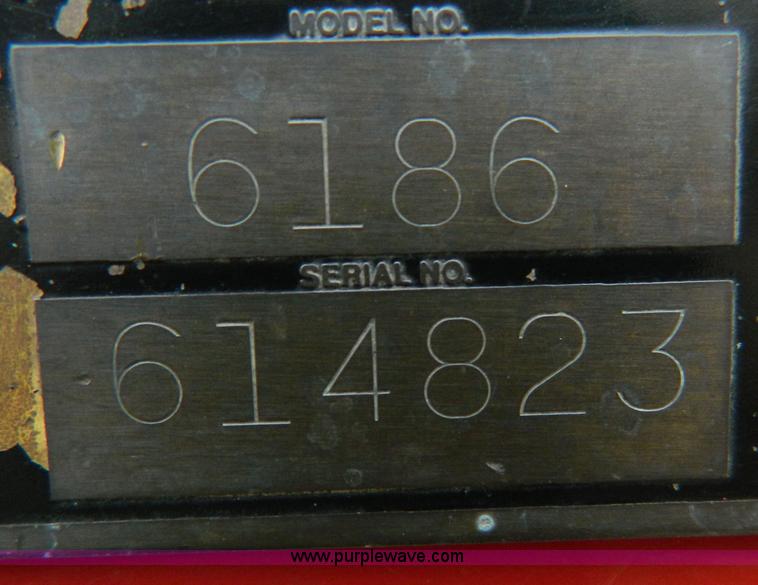 MODEL NO.
6186
SERIAL NO.
614823
www.purplewave.com